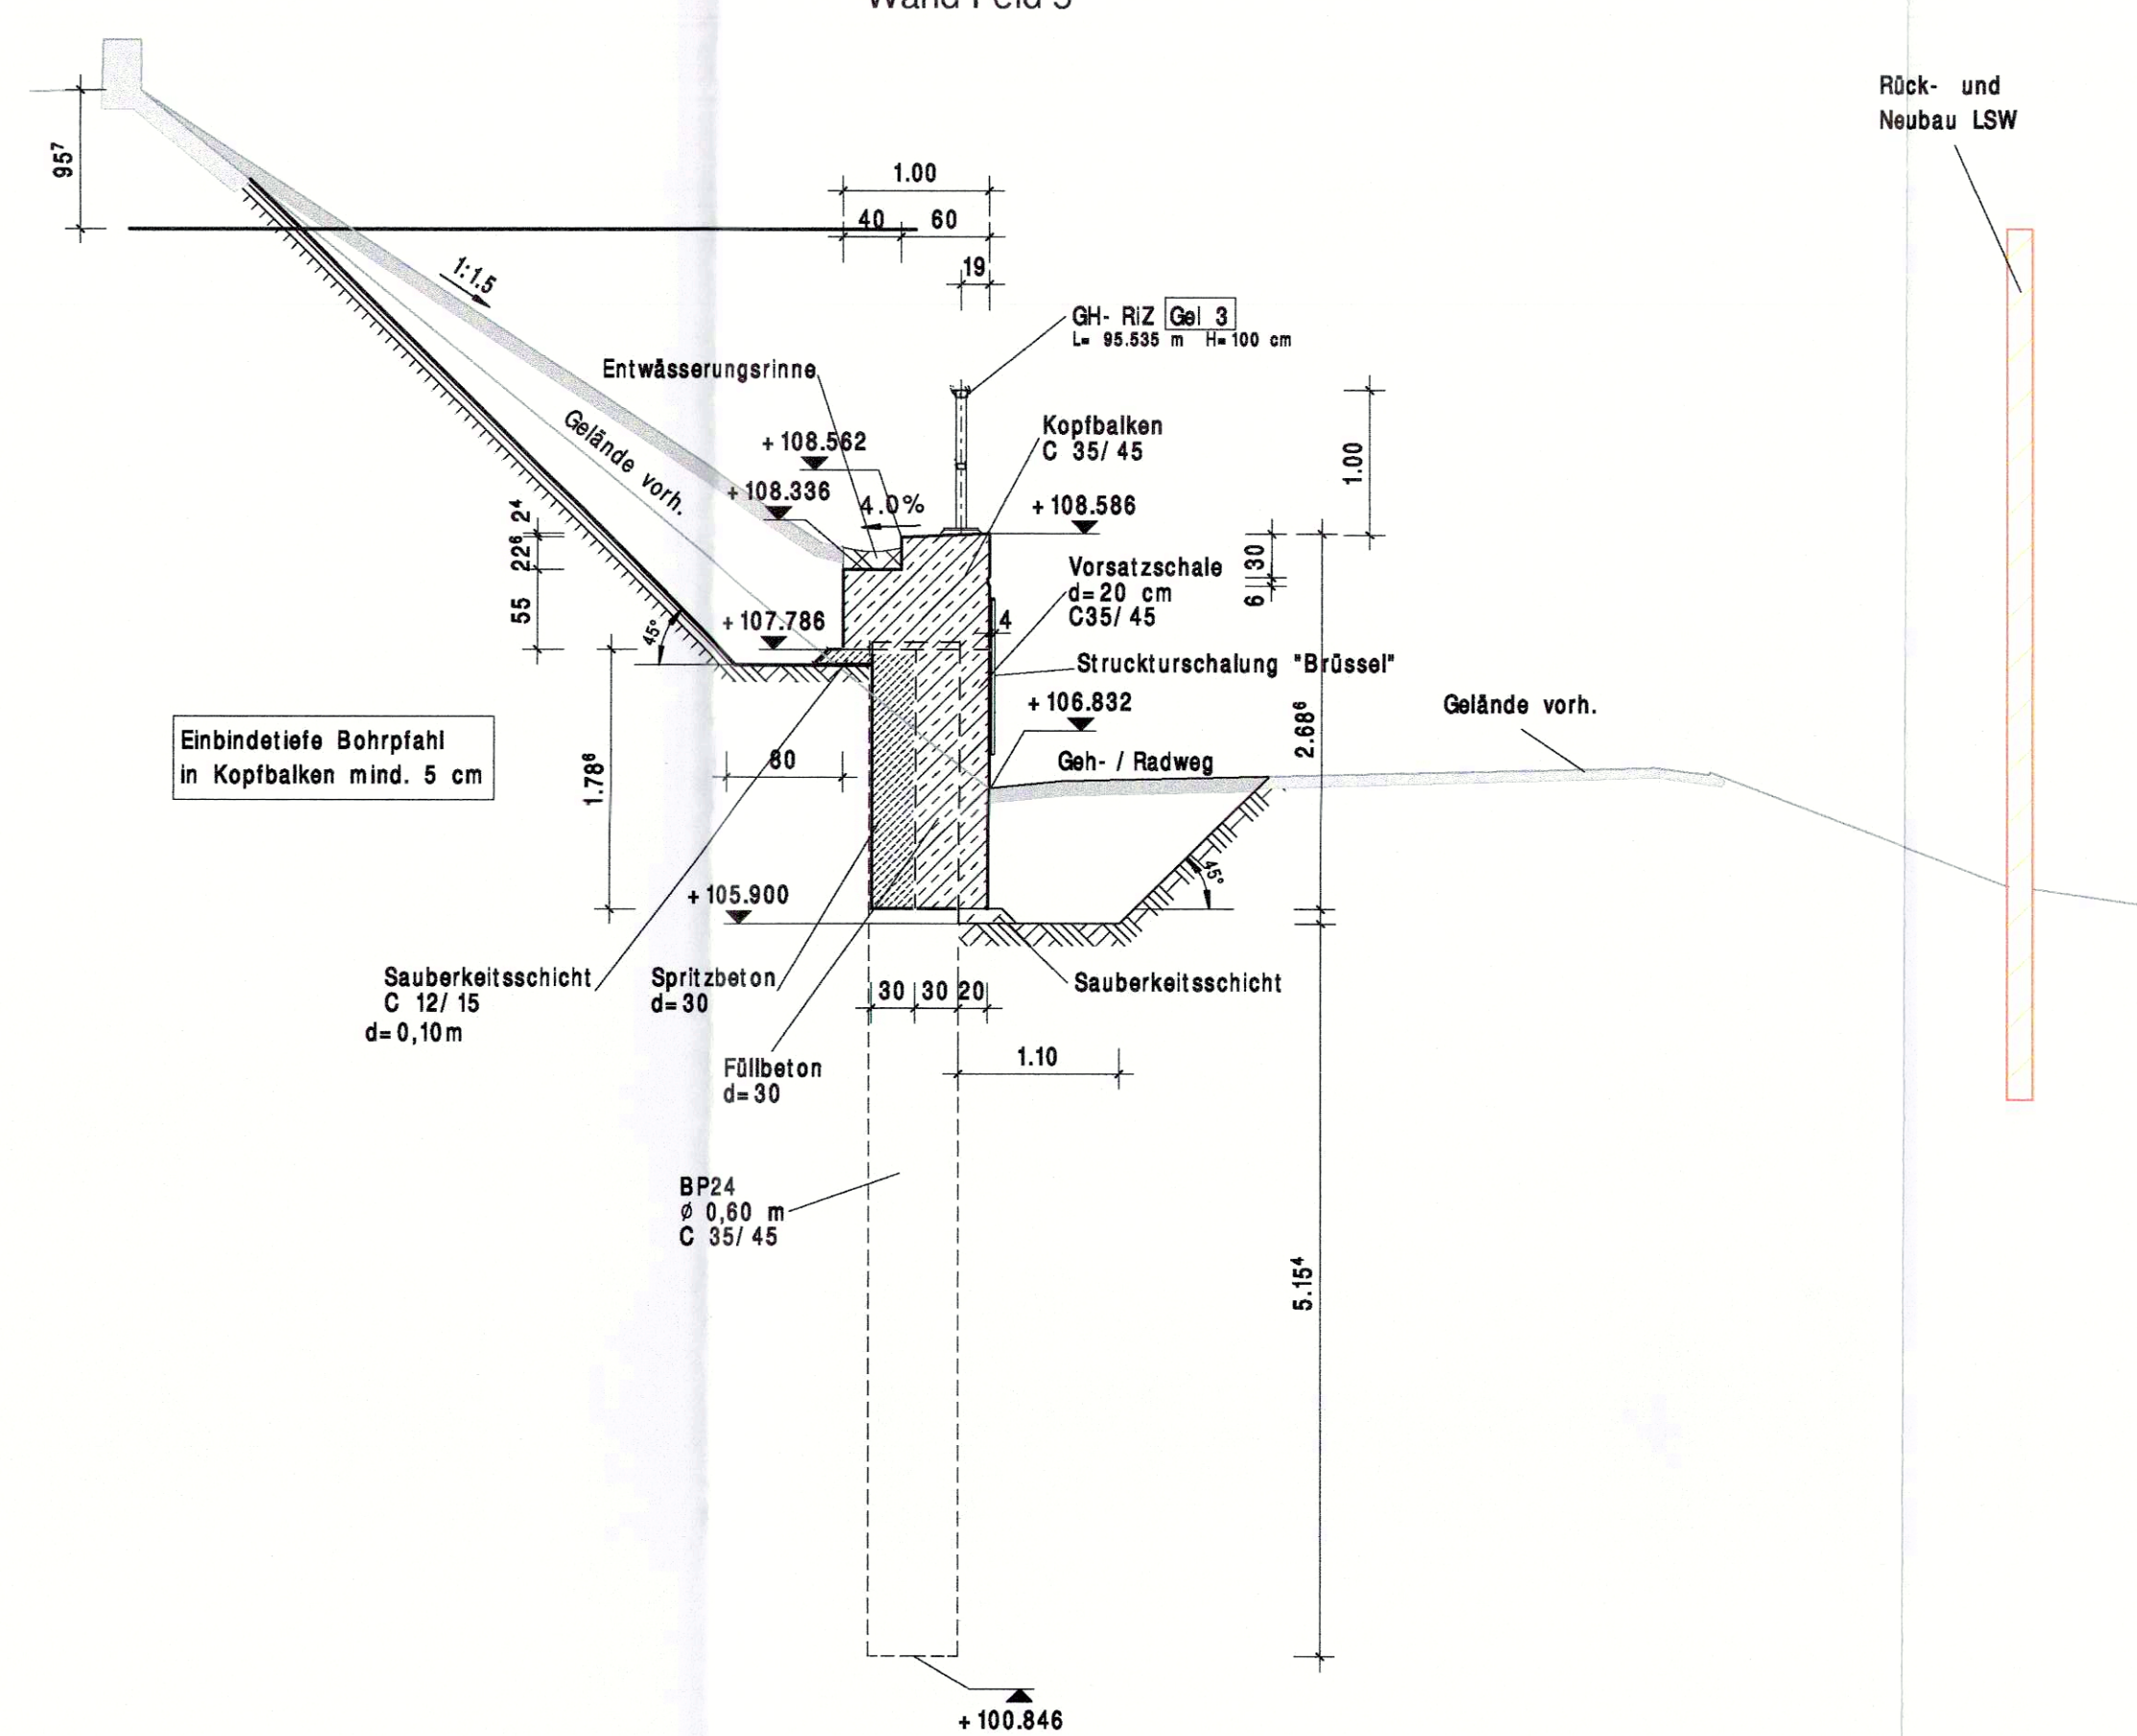 Wand Feld 5
Rück- und
Neubau LSW
95⁷
1.00
40 60
19
1:1.5
GH- RiZ Gel 3
L= 95.535 m H= 100 cm
Entwässerungsrinne
Gelände vorh.
+ 108.562
Kopfbalken
C 35/ 45
1.00
+ 108.336
4.0%
+ 108.586
2⁴
22⁶
55
30
6
Vorsatzschale
d= 20 cm
C35/ 45
4
+ 107.786
45°
Struckturschalung "Brüssel"
+ 106.832
Gelände vorh.
2.68⁶
Einbindetiefe Bohrpfahl
in Kopfbalken mind. 5 cm
80
Geh- / Radweg
1.78⁶
45°
+ 105.900
Sauberkeitsschicht
C 12/ 15
d= 0,10m
Spritzbeton
d= 30
30 30 20
Sauberkeitsschicht
1.10
Füllbeton
d= 30
BP24
ø 0,60 m
C 35/ 45
5.15⁴
+ 100.846